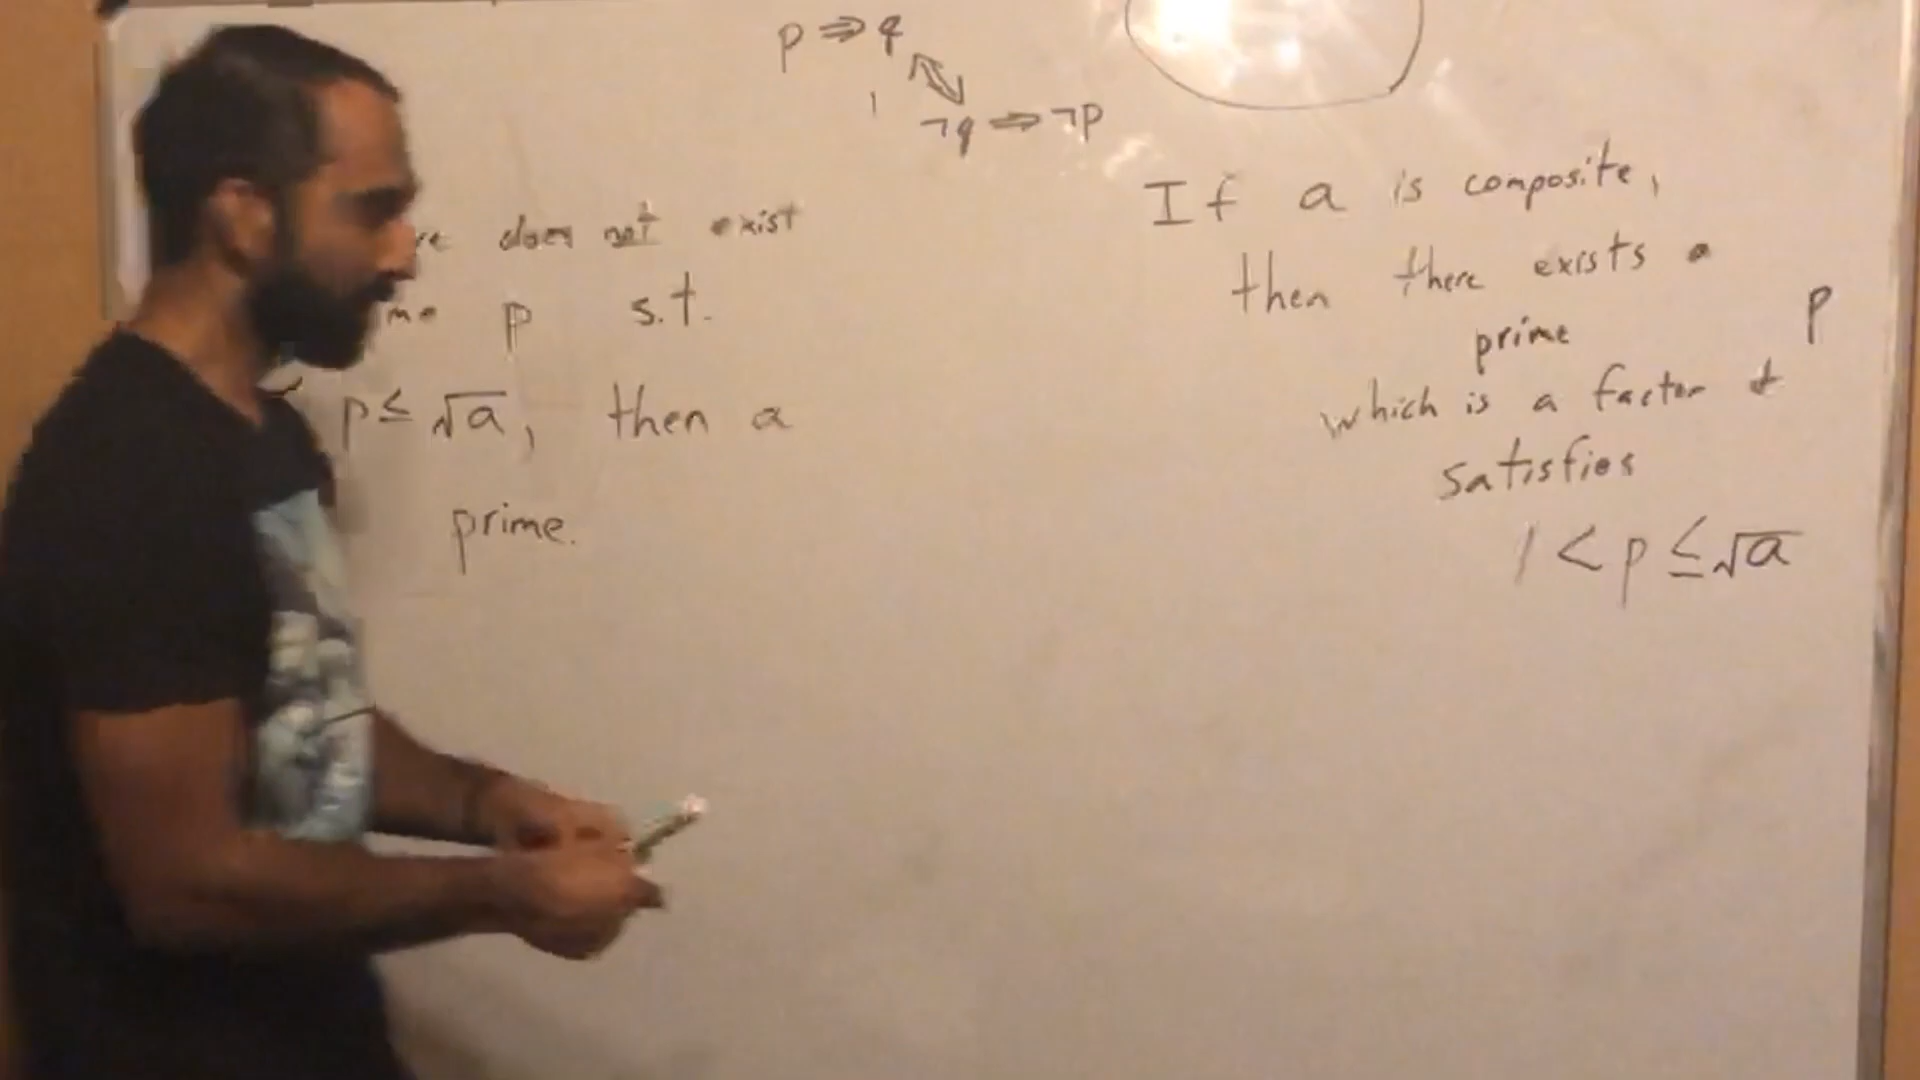 p ⇒ q
¬q ⇒ ¬p
does not exist
p s.t.
p ≤ √a, then a
prime.
If a is composite,
then there exists a
prime p
which is a factor &
satisfies
1 < p ≤ √a